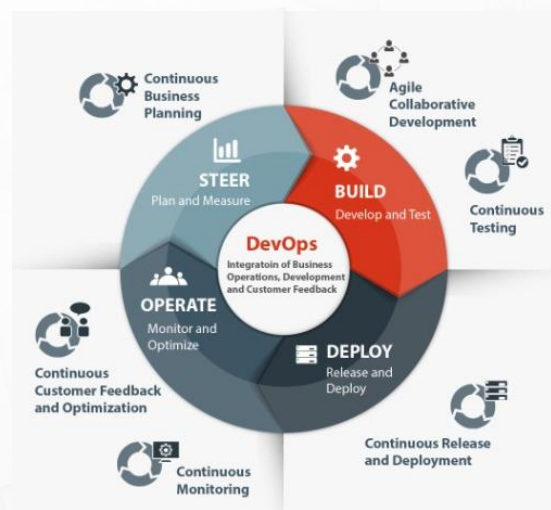 Continuous
Business
Planning
Agile
Collaborative
Development
Continuous
Testing
STEER
Plan and Measure
BUILD
Develop and Test
DevOps
Integratoin of Business
Operations, Development
and Customer Feedback
OPERATE
Monitor and
Optimize
DEPLOY
Release and
Deploy
Continuous
Customer Feedback
and Optimization
Continuous
Monitoring
Continuous Release
and Deployment